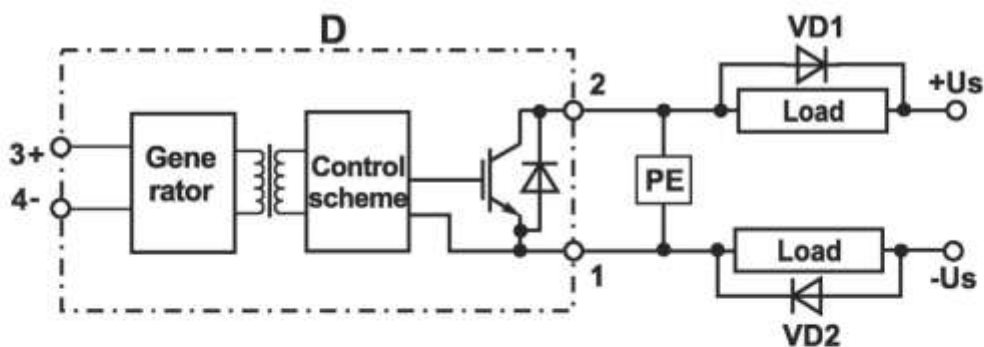 D
VD1
2
+Us
Load
3+
Gene
rator
Control
scheme
PE
4-
Load
1
-Us
VD2